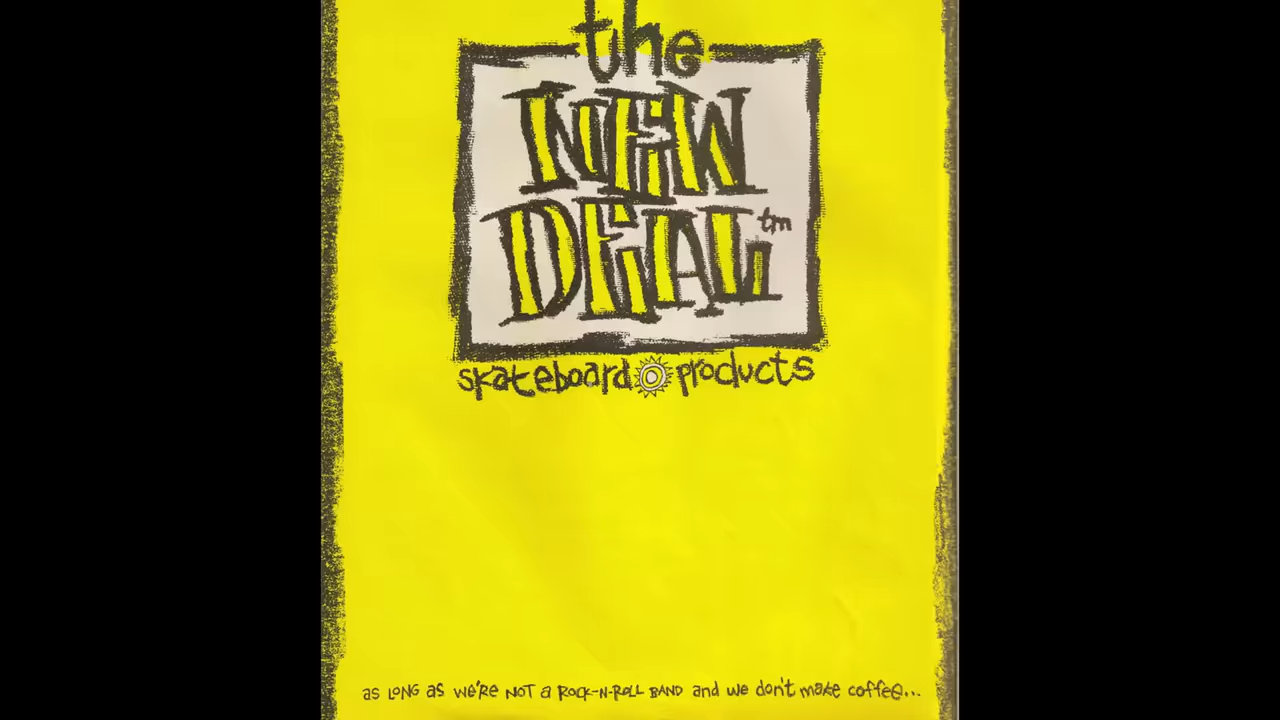 the
NEW
DEAL tm
skateboard products
as LONG as we're NOT a ROCK-N-ROLL BAND and we don't make coffee...